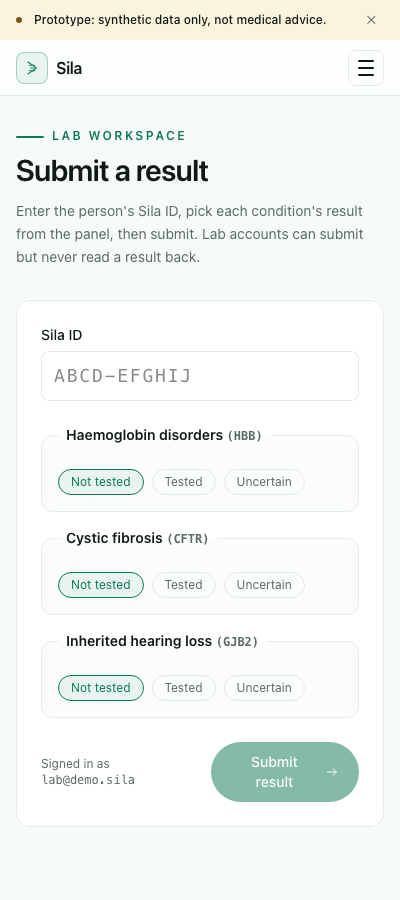 Prototype: synthetic data only, not medical advice.
Sila
LAB WORKSPACE
Submit a result
Enter the person's Sila ID, pick each condition's result
from the panel, then submit. Lab accounts can submit
but never read a result back.
Sila ID
ABCD–EFGHIJ
Haemoglobin disorders (HBB)
Not tested Tested Uncertain
Cystic fibrosis (CFTR)
Not tested Tested Uncertain
Inherited hearing loss (GJB2)
Not tested Tested Uncertain
Signed in as
lab@demo.sila
Submit
result